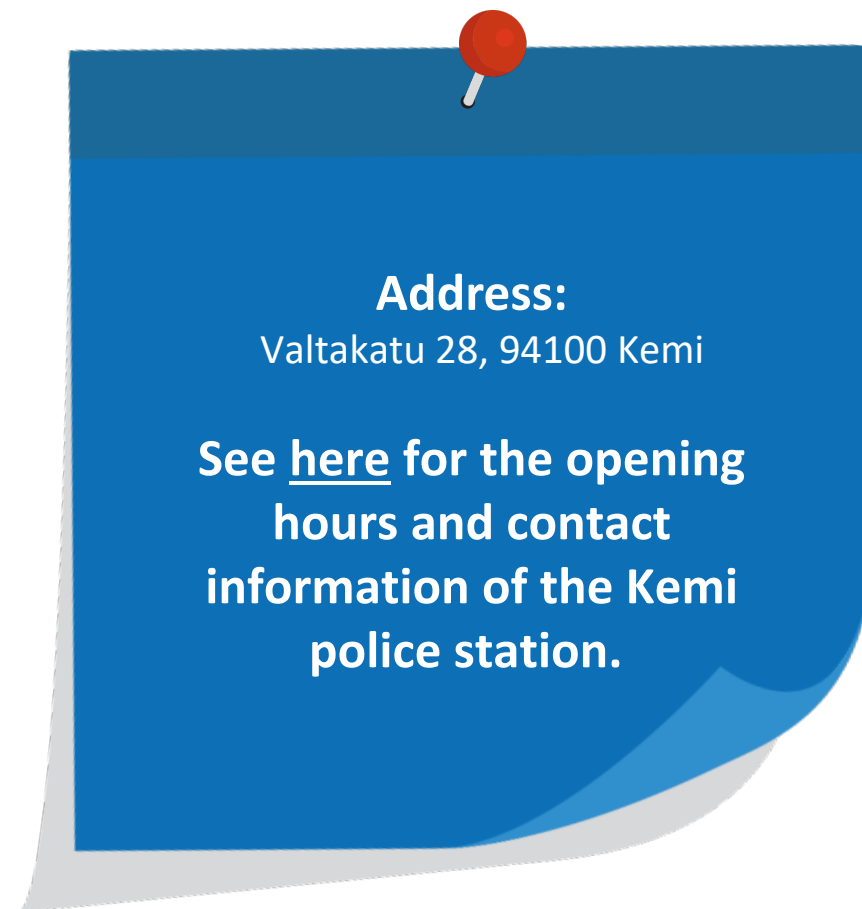 Address:
Valtakatu 28, 94100 Kemi
See here for the opening
hours and contact
information of the Kemi
police station.